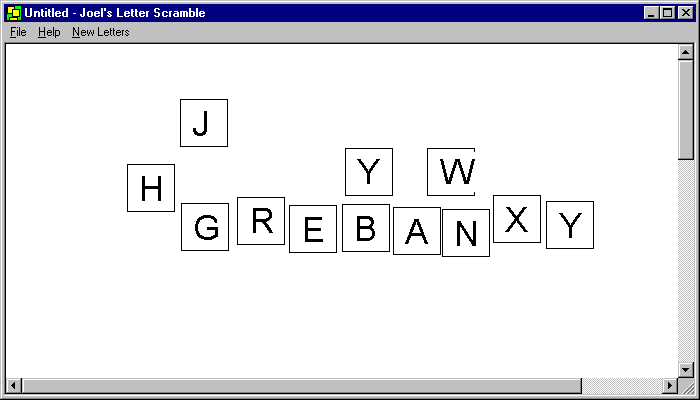 Untitled - Joel's Letter Scramble
File Help New Letters
J
Y W
H
G R E B A N X Y